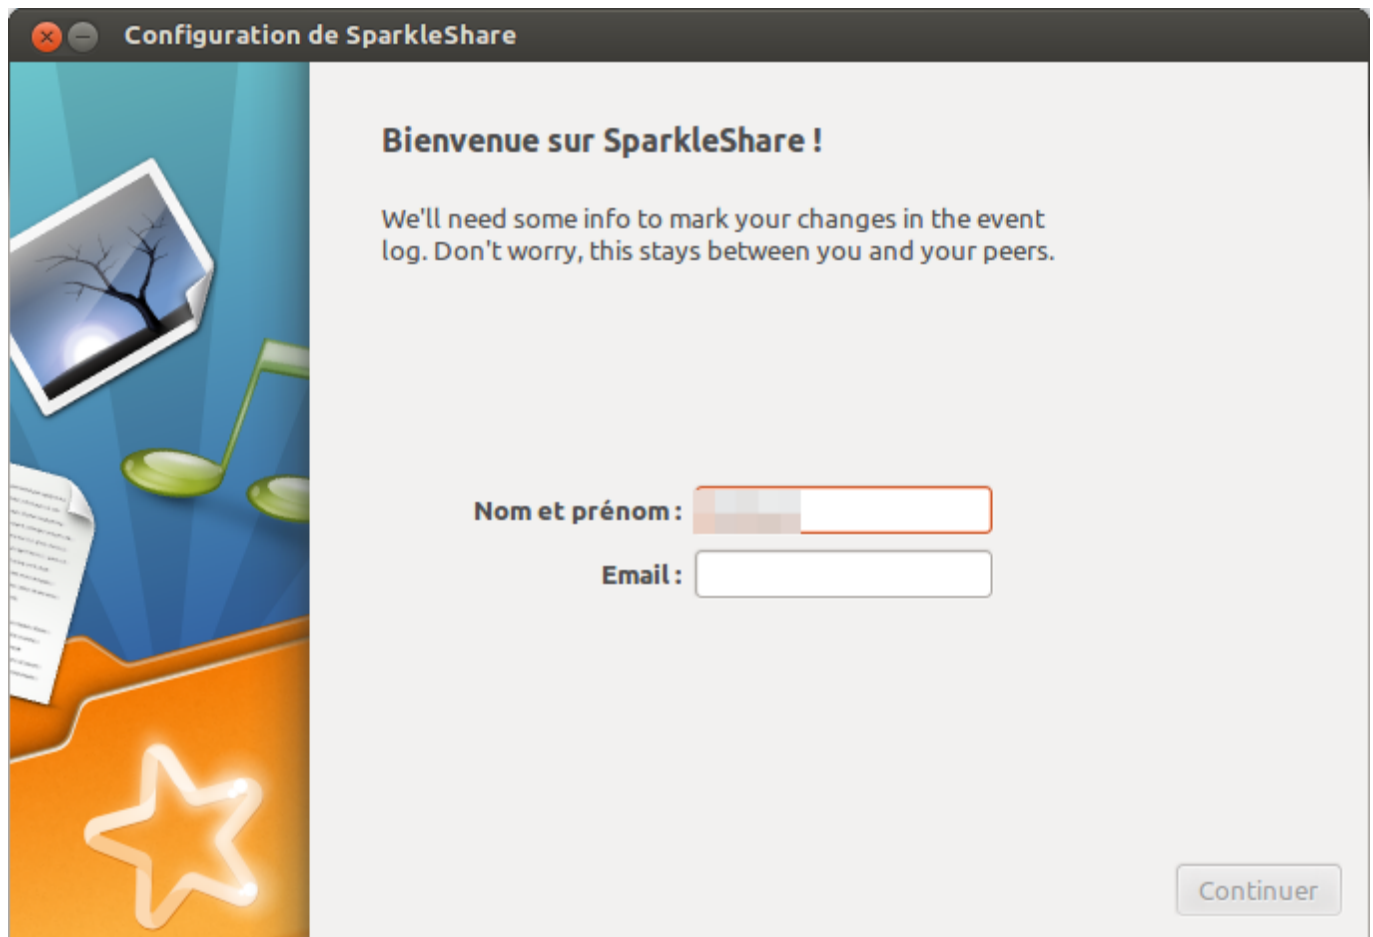 Configuration de SparkleShare
Bienvenue sur SparkleShare !
We'll need some info to mark your changes in the event
log. Don't worry, this stays between you and your peers.
Nom et prénom :
Email :
Continuer